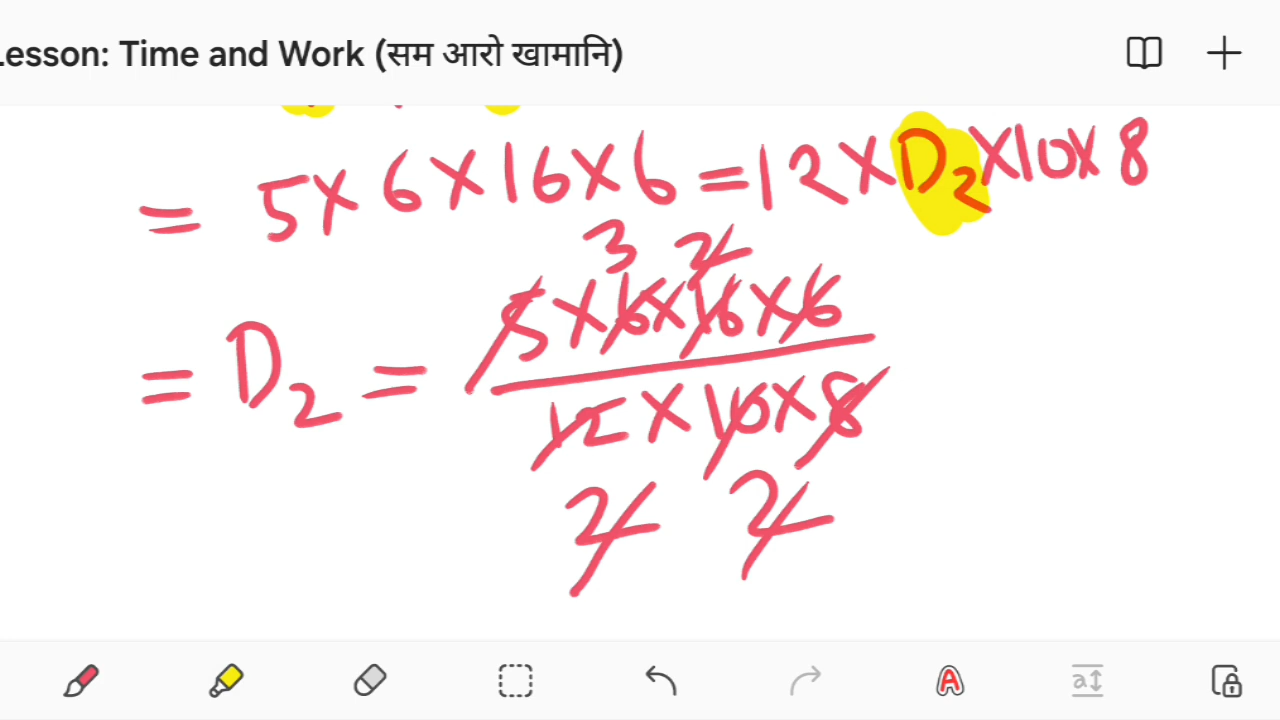 Lesson: Time and Work (सम आरो खामानि)
= 5 × 6 × 16 × 6 = 12 × D₂ × 10 × 8
3 2
= D₂ = 5 × 6 × 16 × 6
12 × 10 × 8
2 2
A
a